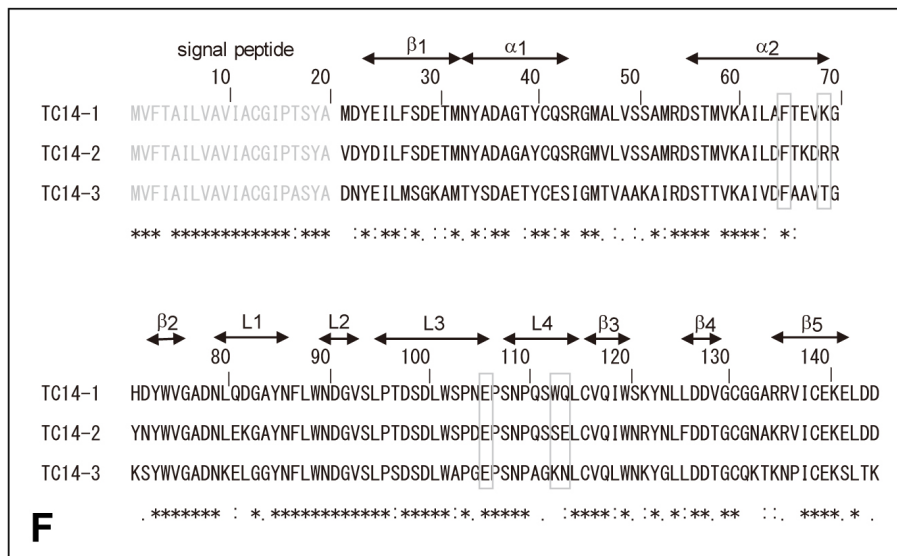 signal peptide β1 α1 α2
10 20 30 40 50 60 70
TC14-1 MVFTAILVAVIACGIPTSYA MDYEILFSDETMNYADAGTYCQSRGMALVSSAMRDSTMVKAILAFTEVKG
TC14-2 MVFTAILVAVIACGIPTSYA VDYDILFSDETMNYADAGAYCQSRGMVLVSSAMRDSTMVKAILDFTKDRR
TC14-3 MVFIAILVAVIACGIPASYA DNYEILMSGKAMTYSDAETYCESIGMTVAAKAIRDSTTVKAIVDFAAVTG
*** ************:*** :*:**:*.::*.*:**.:**:* **.:.:.*:**** ****: *:
β2 L1 L2 L3 L4 β3 β4 β5
80 90 100 110 120 130 140
TC14-1 HDYWVGADNLQDGAYNFLWNDGVSLPTDSDLWSPNEPSNPQSWQLCVQIWSKYNLLDDVGCGGARRVICEKELDD
TC14-2 YNYWVGADNLEKGAYNFLWNDGVSLPTDSDLWSPDEPSNPQSSELCVQIWNRYNLFDDTGCGNAKRVICEKELDD
TC14-3 KSYWVGADNKELGGYNFLWNDGVSLPSDSDLWAPGEPSNPAGKNLCVQLWNKYGLLDDTGCQKTKNPICEKSLTK
.******* : *.************:*****:*.***** . :****:*.:*.*:**.** .::. ****.*.:
F